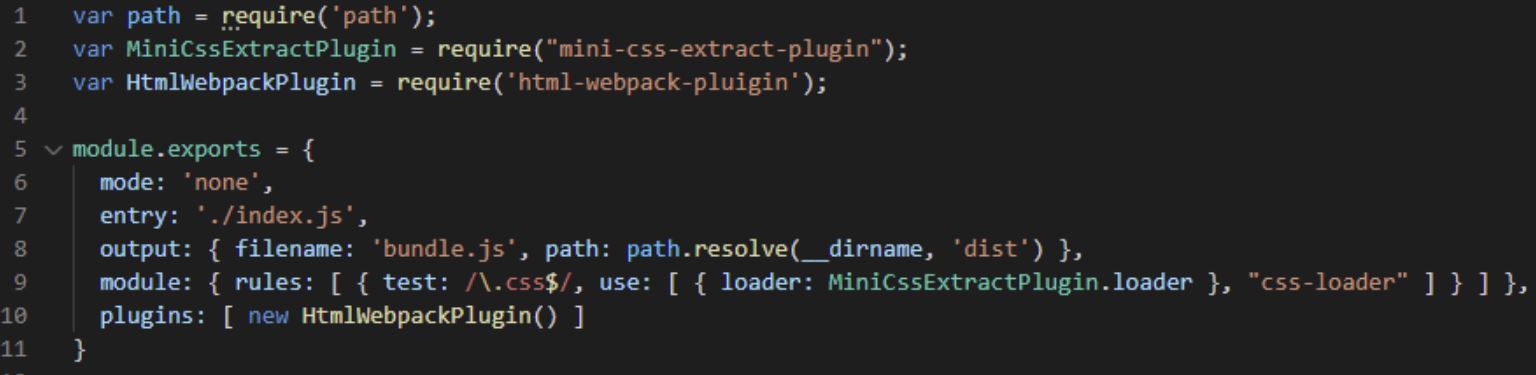 1 var path = require('path');
2 var MiniCssExtractPlugin = require("mini-css-extract-plugin");
3 var HtmlWebpackPlugin = require('html-webpack-pluigin');
4
5 module.exports = {
6 mode: 'none',
7 entry: './index.js',
8 output: { filename: 'bundle.js', path: path.resolve(__dirname, 'dist') },
9 module: { rules: [ { test: /\.css$/, use: [ { loader: MiniCssExtractPlugin.loader }, "css-loader" ] } ] },
10 plugins: [ new HtmlWebpackPlugin() ]
11 }